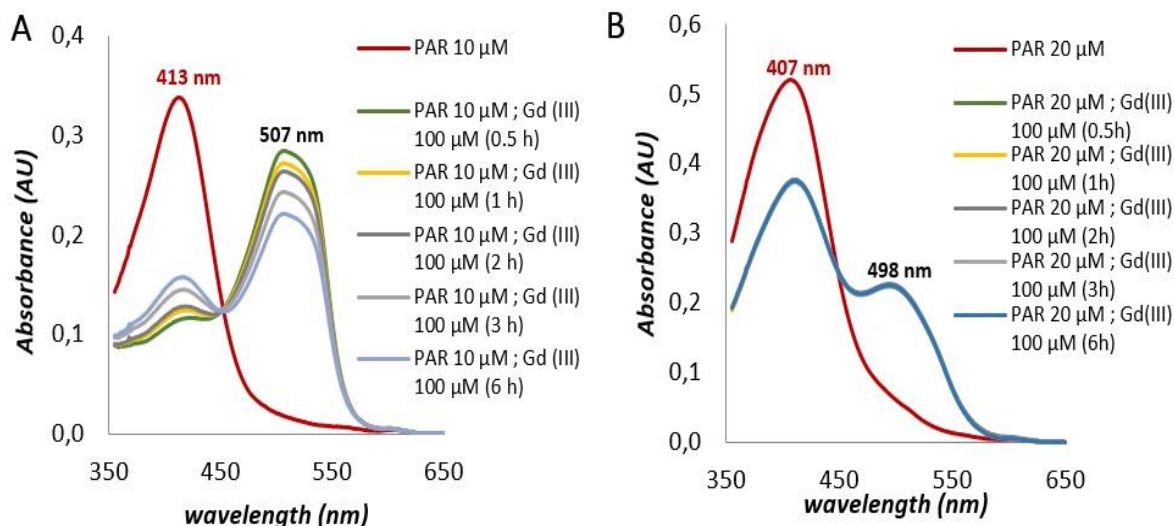 A
0,4
0,3
0,2
0,1
0,0
350
450
550
650
Absorbance (AU)
wavelength (nm)
413 nm
507 nm
PAR 10 µM
PAR 10 µM ; Gd (III)
100 µM (0.5 h)
PAR 10 µM ; Gd (III)
100 µM (1 h)
PAR 10 µM ; Gd (III)
100 µM (2 h)
PAR 10 µM ; Gd (III)
100 µM (3 h)
PAR 10 µM ; Gd (III)
100 µM (6 h)
B
0,6
0,5
0,4
0,3
0,2
0,1
0,0
350
450
550
650
Absorbance (AU)
wavelength (nm)
407 nm
498 nm
PAR 20 µM
PAR 20 µM ; Gd(III)
100 µM (0.5h)
PAR 20 µM ; Gd(III)
100 µM (1h)
PAR 20 µM ; Gd(III)
100 µM (2h)
PAR 20 µM ; Gd(III)
100 µM (3h)
PAR 20 µM ; Gd(III)
100 µM (6h)